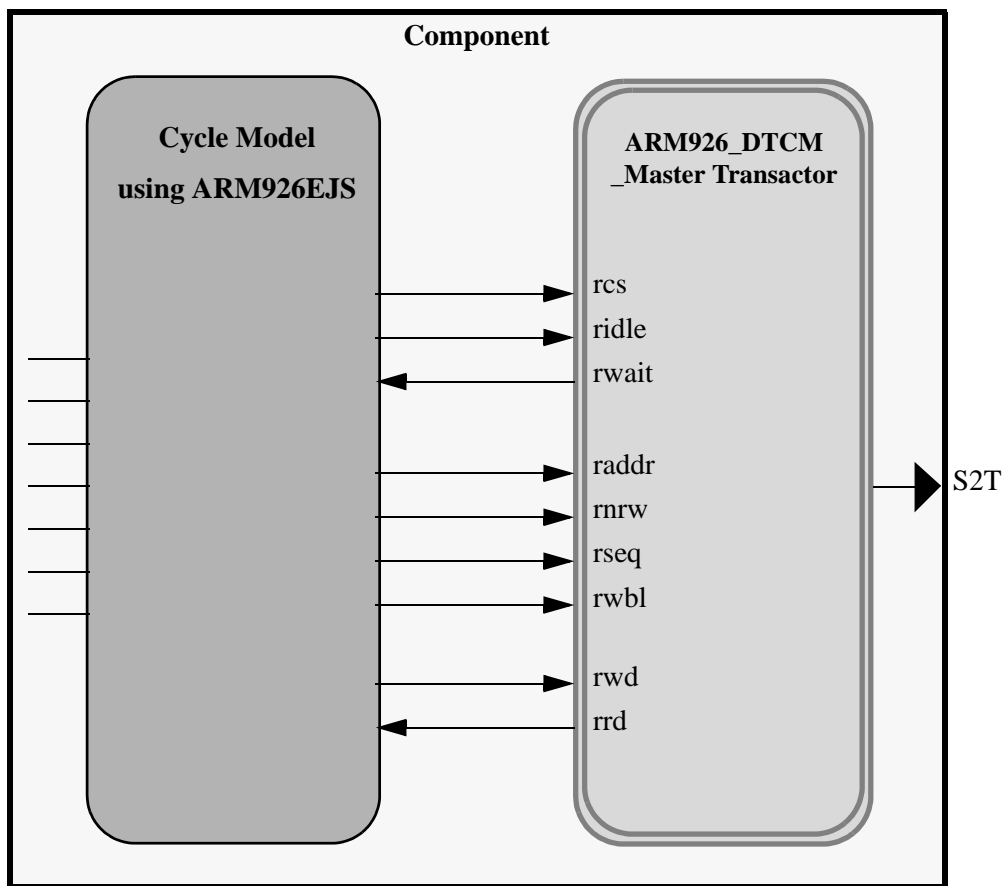 Component
Cycle Model
using ARM926EJS
ARM926_DTCM
_Master Transactor
rcs
ridle
rwait
raddr
rnrw
rseq
rwbl
rwd
rrd
S2T